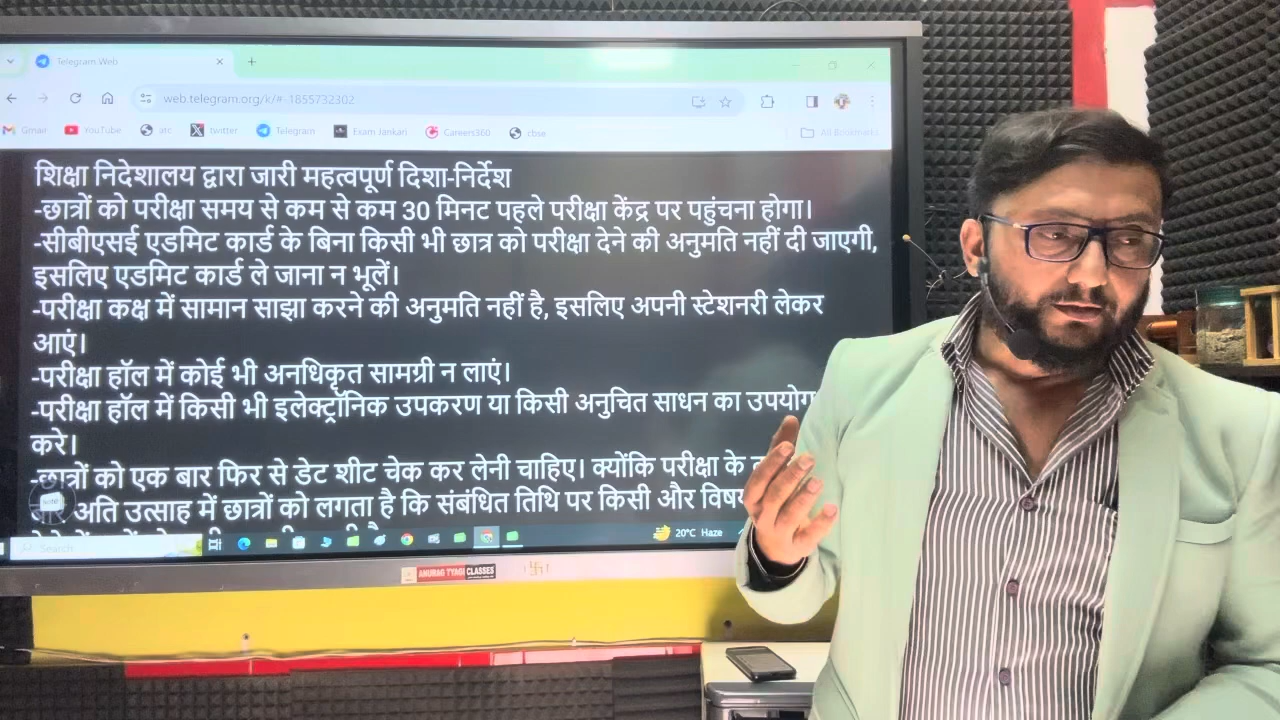 Telegram Web
web.telegram.org/k/#-1855732302
Gmail YouTube atc twitter Telegram Exam Jankari Careers360 cbse All Bookmarks
शिक्षा निदेशालय द्वारा जारी महत्वपूर्ण दिशा-निर्देश
-छात्रों को परीक्षा समय से कम से कम 30 मिनट पहले परीक्षा केंद्र पर पहुंचना होगा।
-सीबीएसई एडमिट कार्ड के बिना किसी भी छात्र को परीक्षा देने की अनुमति नहीं दी जाएगी,
इसलिए एडमिट कार्ड ले जाना न भूलें।
-परीक्षा कक्ष में सामान साझा करने की अनुमति नहीं है, इसलिए अपनी स्टेशनरी लेकर
आएं।
-परीक्षा हॉल में कोई भी अनधिकृत सामग्री न लाएं।
-परीक्षा हॉल में किसी भी इलेक्ट्रॉनिक उपकरण या किसी अनुचित साधन का उपयोग
करे।
-छात्रों को एक बार फिर से डेट शीट चेक कर लेनी चाहिए। क्योंकि परीक्षा के
अति उत्साह में छात्रों को लगता है कि संबंधित तिथि पर किसी और विषय
Search 20°C Haze
ANURAG TYAGI CLASSES